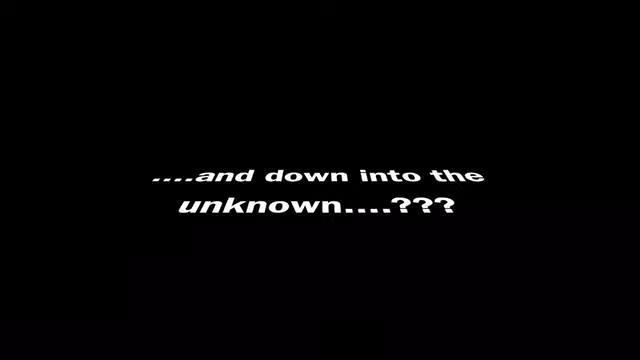 ....and down into the
unknown....???